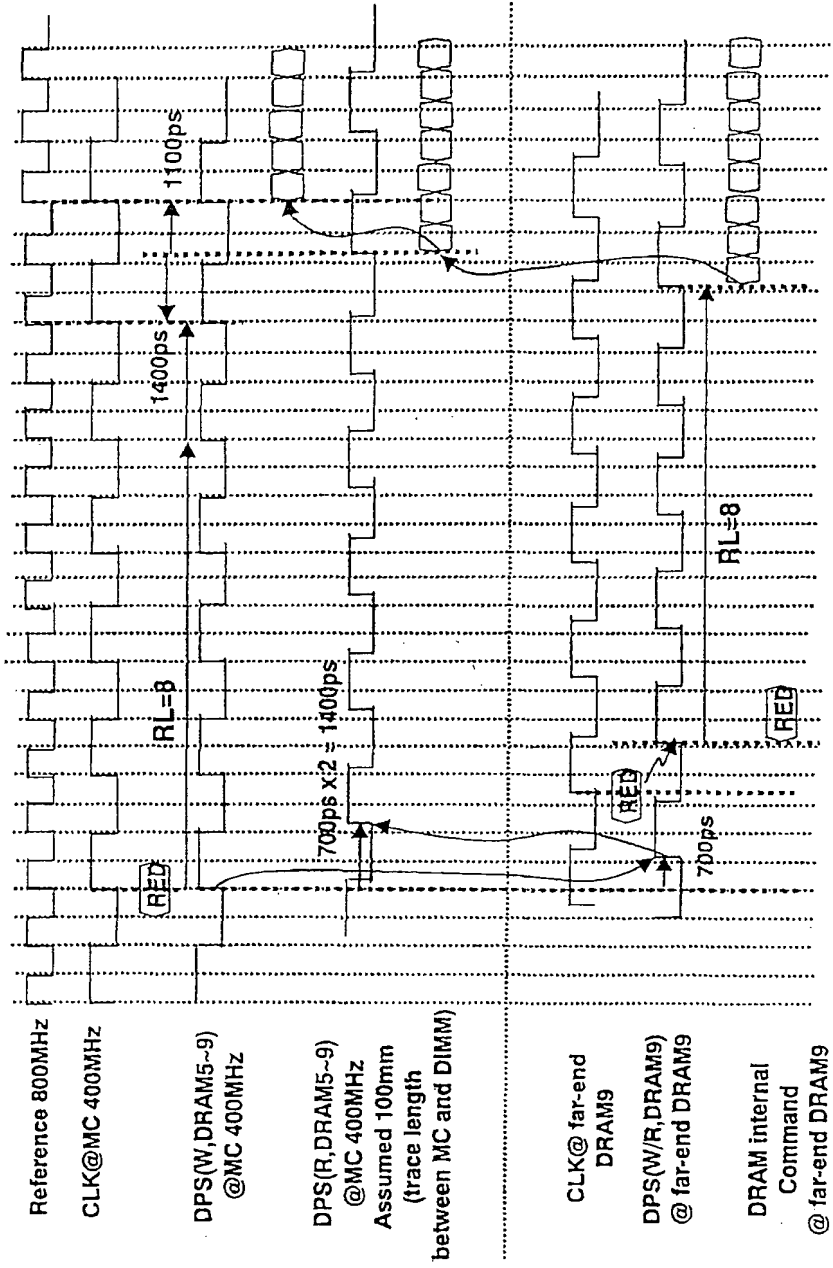 Reference 800MHz
CLK@MC 400MHz
DPS(W,DRAM5~9)
@MC 400MHz
DPS(R,DRAM5~9)
@MC 400MHz
Assumed 100mm
(trace length
between MC and DIMM)
CLK@ far-end
DRAM9
DPS(W/R,DRAM9)
@ far-end DRAM9
DRAM internal
Command
@ far-end DRAM9
RED
RL=8
1400ps
1100ps
700ps x 2 = 1400ps
RED
700ps
RED
RL=8